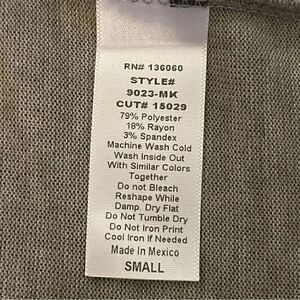 RN# 136060
STYLE#
9023-MK
CUT# 15029
79% Polyester
18% Rayon
3% Spandex
Machine Wash Cold
Wash Inside Out
With Similar Colors
Together
Do not Bleach
Reshape While
Damp. Dry Flat
Do Not Tumble Dry
Do Not Iron Print
Cool Iron if Needed
Made in Mexico
SMALL